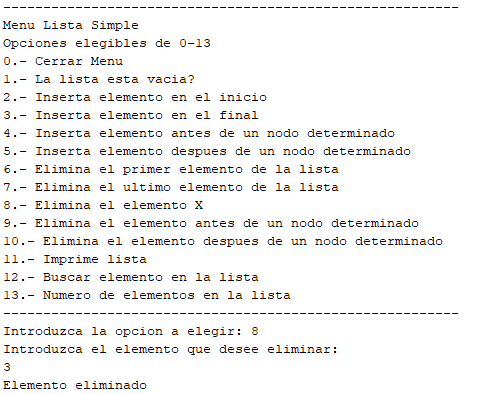 ---------------------------------------------------------
Menu Lista Simple
Opciones elegibles de 0-13
0.- Cerrar Menu
1.- La lista esta vacia?
2.- Inserta elemento en el inicio
3.- Inserta elemento en el final
4.- Inserta elemento antes de un nodo determinado
5.- Inserta elemento despues de un nodo determinado
6.- Elimina el primer elemento de la lista
7.- Elimina el ultimo elemento de la lista
8.- Elimina el elemento X
9.- Elimina el elemento antes de un nodo determinado
10.- Elimina el elemento despues de un nodo determinado
11.- Imprime lista
12.- Buscar elemento en la lista
13.- Numero de elementos en la lista
---------------------------------------------------------
Introduzca la opcion a elegir: 8
Introduzca el elemento que desee eliminar:
3
Elemento eliminado